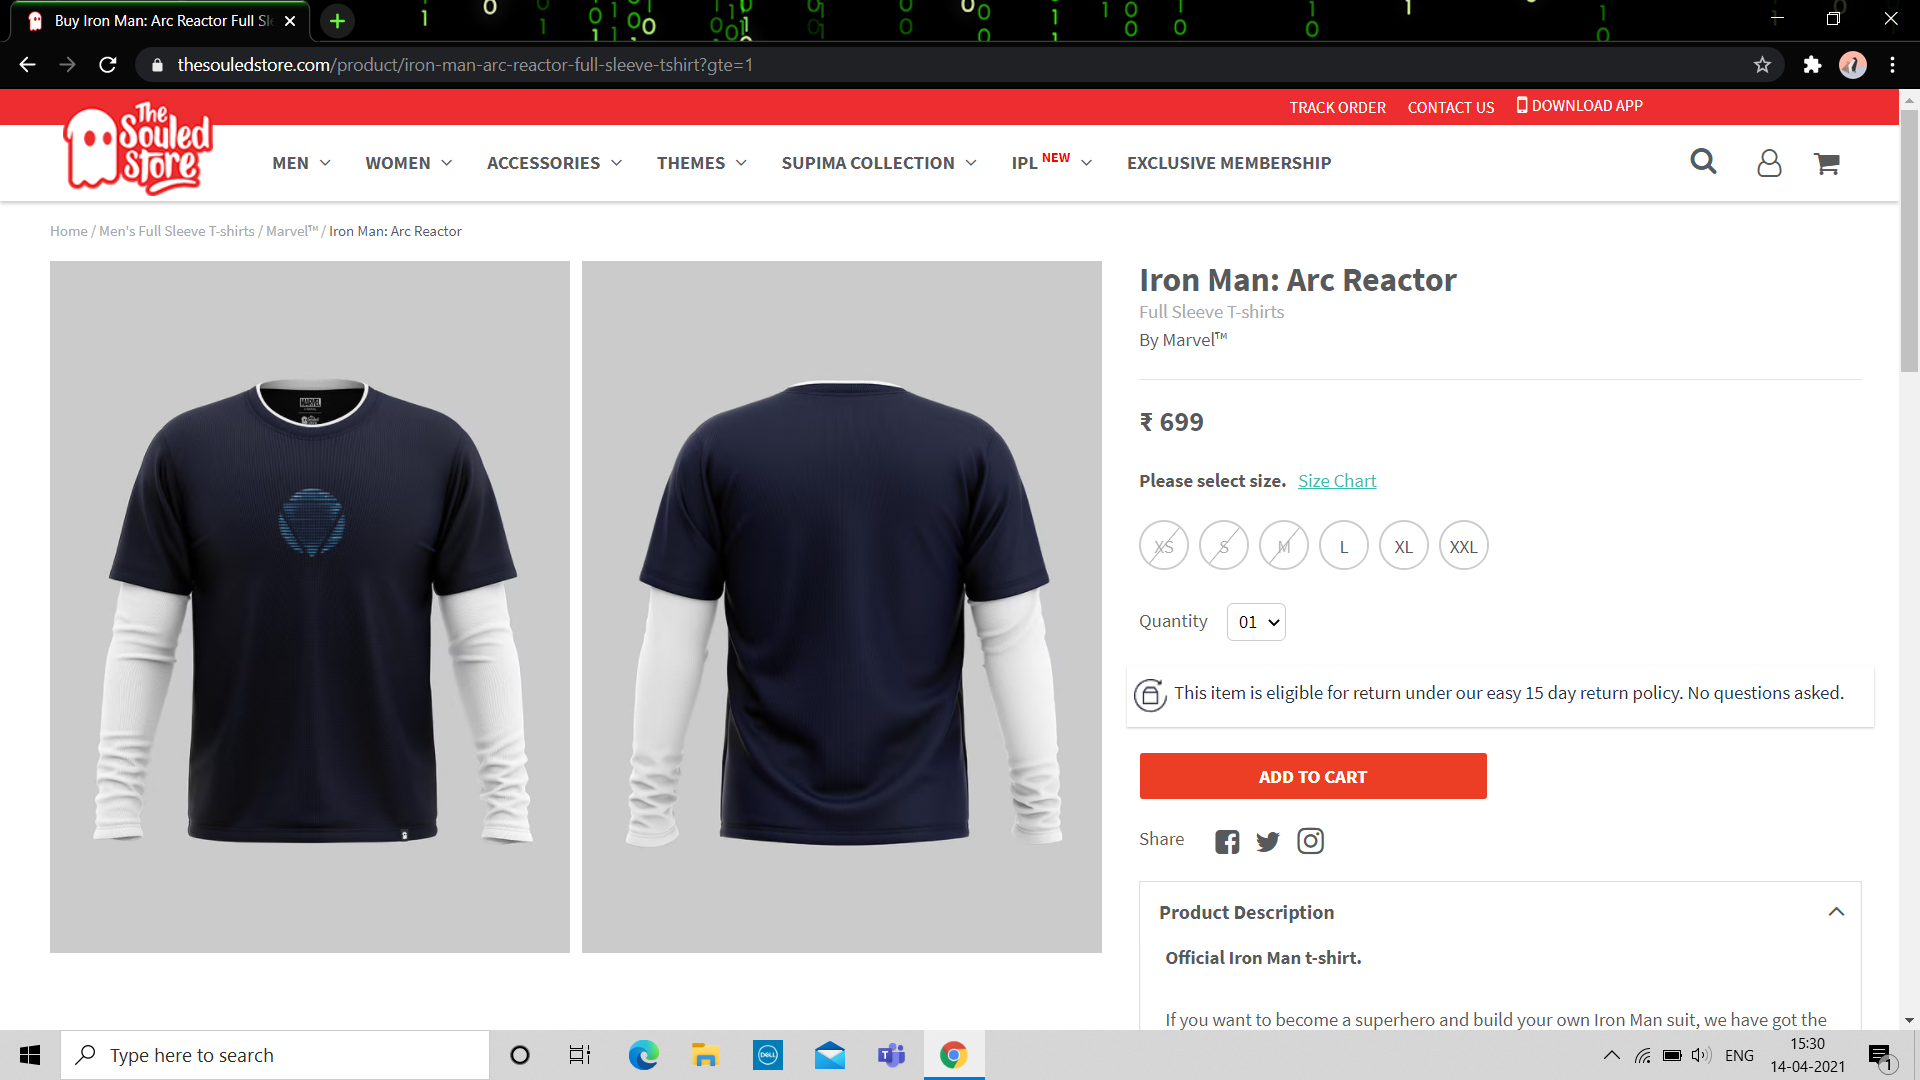 Buy Iron Man: Arc Reactor Full Sle
thesouledstore.com/product/iron-man-arc-reactor-full-sleeve-tshirt?gte=1
TRACK ORDER CONTACT US DOWNLOAD APP
The Souled Store
MEN WOMEN ACCESSORIES THEMES SUPIMA COLLECTION IPL NEW EXCLUSIVE MEMBERSHIP
Home / Men's Full Sleeve T-shirts / Marvel™ / Iron Man: Arc Reactor
MARVEL
Iron Man: Arc Reactor
Full Sleeve T-shirts
By Marvel™
₹ 699
Please select size. Size Chart
XS S M L XL XXL
Quantity 01
This item is eligible for return under our easy 15 day return policy. No questions asked.
ADD TO CART
Share
Product Description
Official Iron Man t-shirt.
If you want to become a superhero and build your own Iron Man suit, we have got the
Type here to search
DELL
ENG
15:30
14-04-2021
1